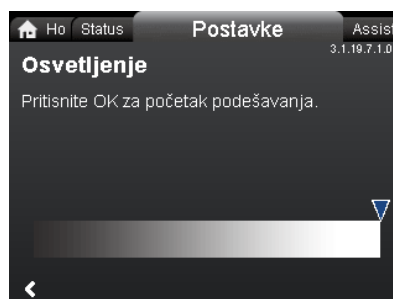 Ho Status Postavke Assist
3.1.19.7.1.0
Osvetljenje
Pritisnite OK za početak podešavanja.